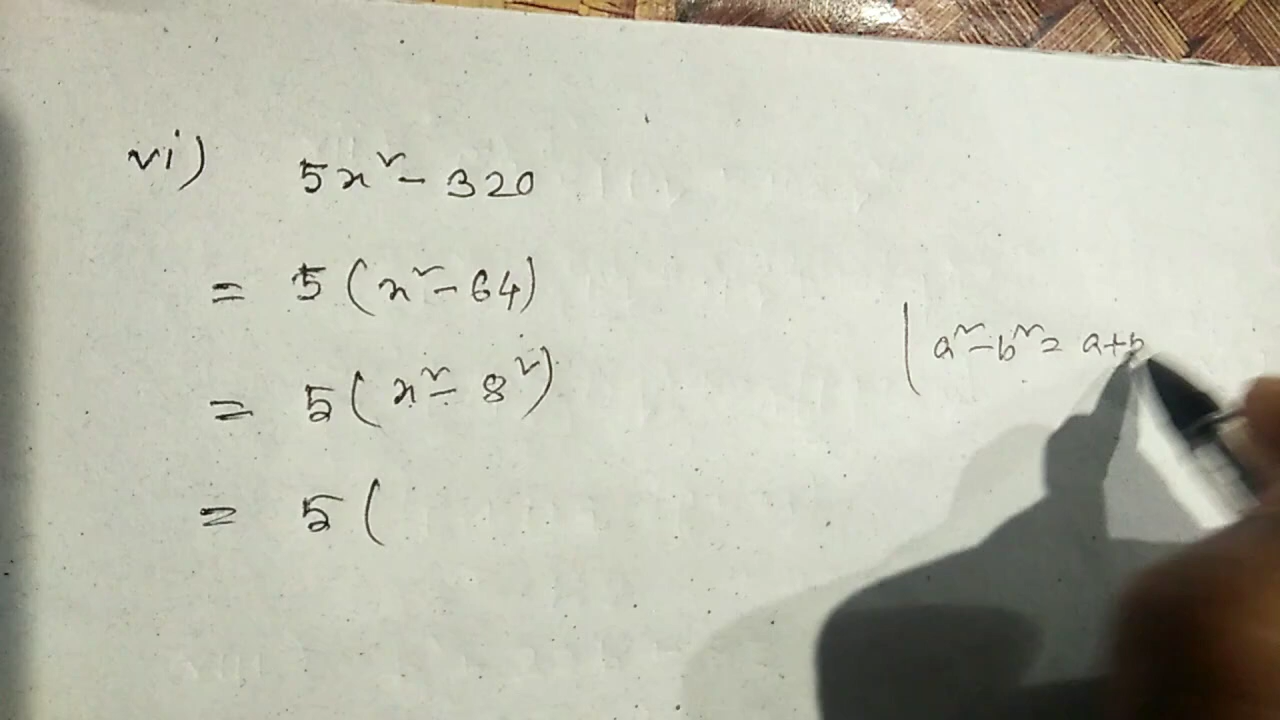 vi) 5x² - 320
= 5(x² - 64)
= 5(x² - 8²)
= 5(
a² - b² = a+b